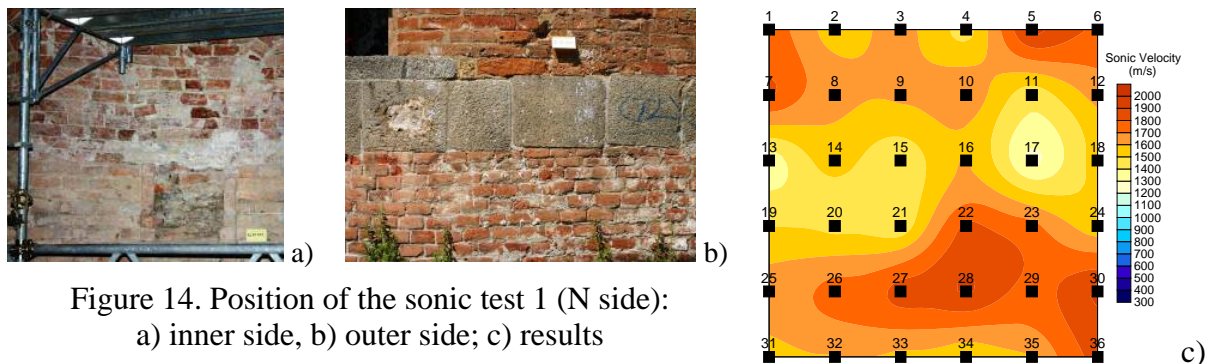 a)
b)
Figure 14. Position of the sonic test 1 (N side):
a) inner side, b) outer side; c) results
1 2 3 4 5 6
7 8 9 10 11 12
13 14 15 16 17 18
19 20 21 22 23 24
25 26 27 28 29 30
31 32 33 34 35 36
Sonic Velocity
(m/s)
2000
1900
1800
1700
1600
1500
1400
1300
1200
1100
1000
900
800
700
600
500
400
300
c)